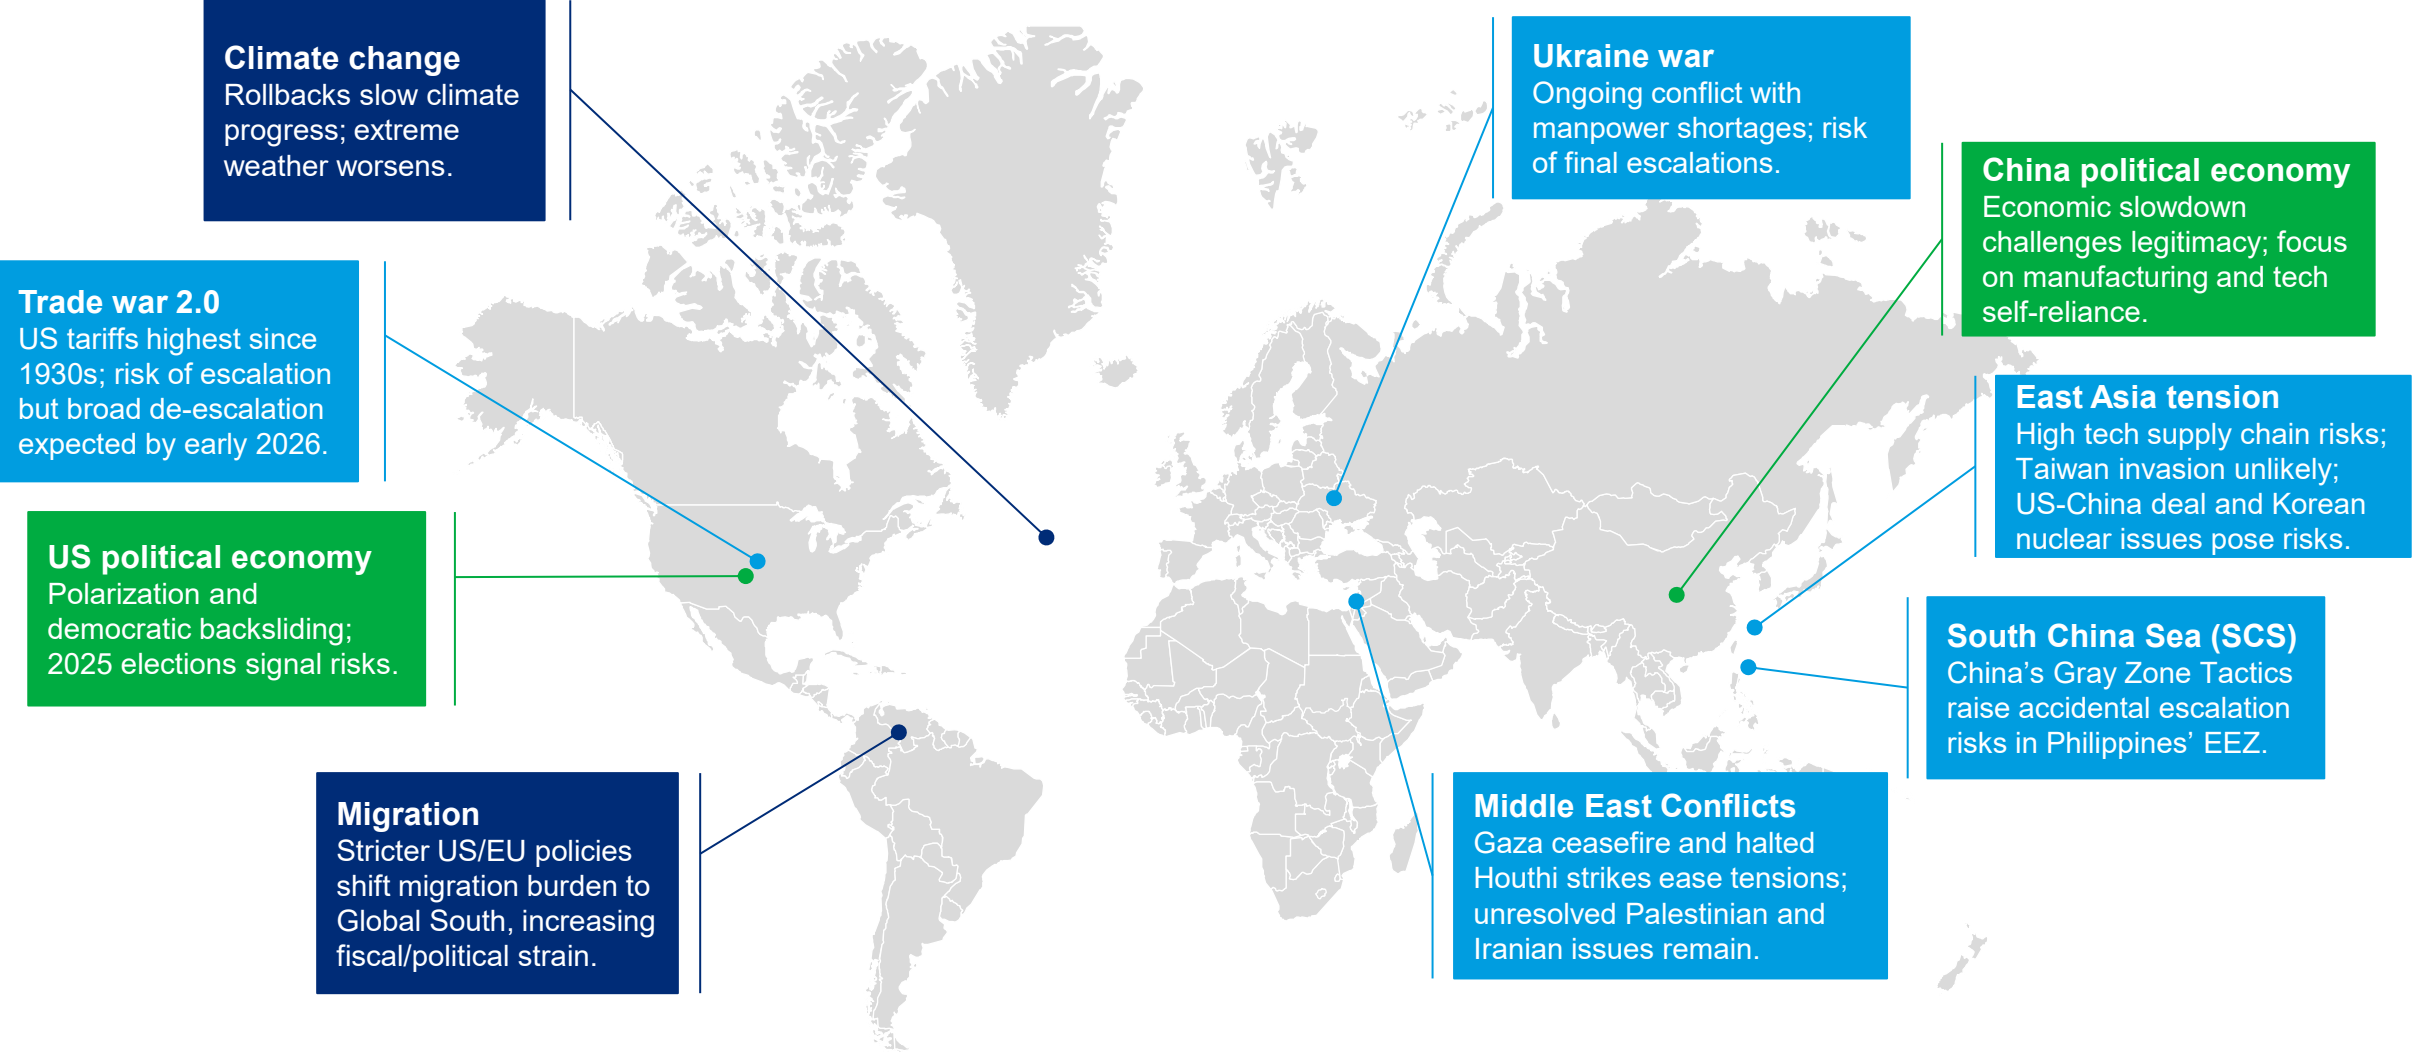 Climate change
Rollbacks slow climate
progress; extreme
weather worsens.
Trade war 2.0
US tariffs highest since
1930s; risk of escalation
but broad de-escalation
expected by early 2026.
US political economy
Polarization and
democratic backsliding;
2025 elections signal risks.
Migration
Stricter US/EU policies
shift migration burden to
Global South, increasing
fiscal/political strain.
Ukraine war
Ongoing conflict with
manpower shortages; risk
of final escalations.
China political economy
Economic slowdown
challenges legitimacy; focus
on manufacturing and tech
self-reliance.
East Asia tension
High tech supply chain risks;
Taiwan invasion unlikely;
US-China deal and Korean
nuclear issues pose risks.
South China Sea (SCS)
China’s Gray Zone Tactics
raise accidental escalation
risks in Philippines’ EEZ.
Middle East Conflicts
Gaza ceasefire and halted
Houthi strikes ease tensions;
unresolved Palestinian and
Iranian issues remain.